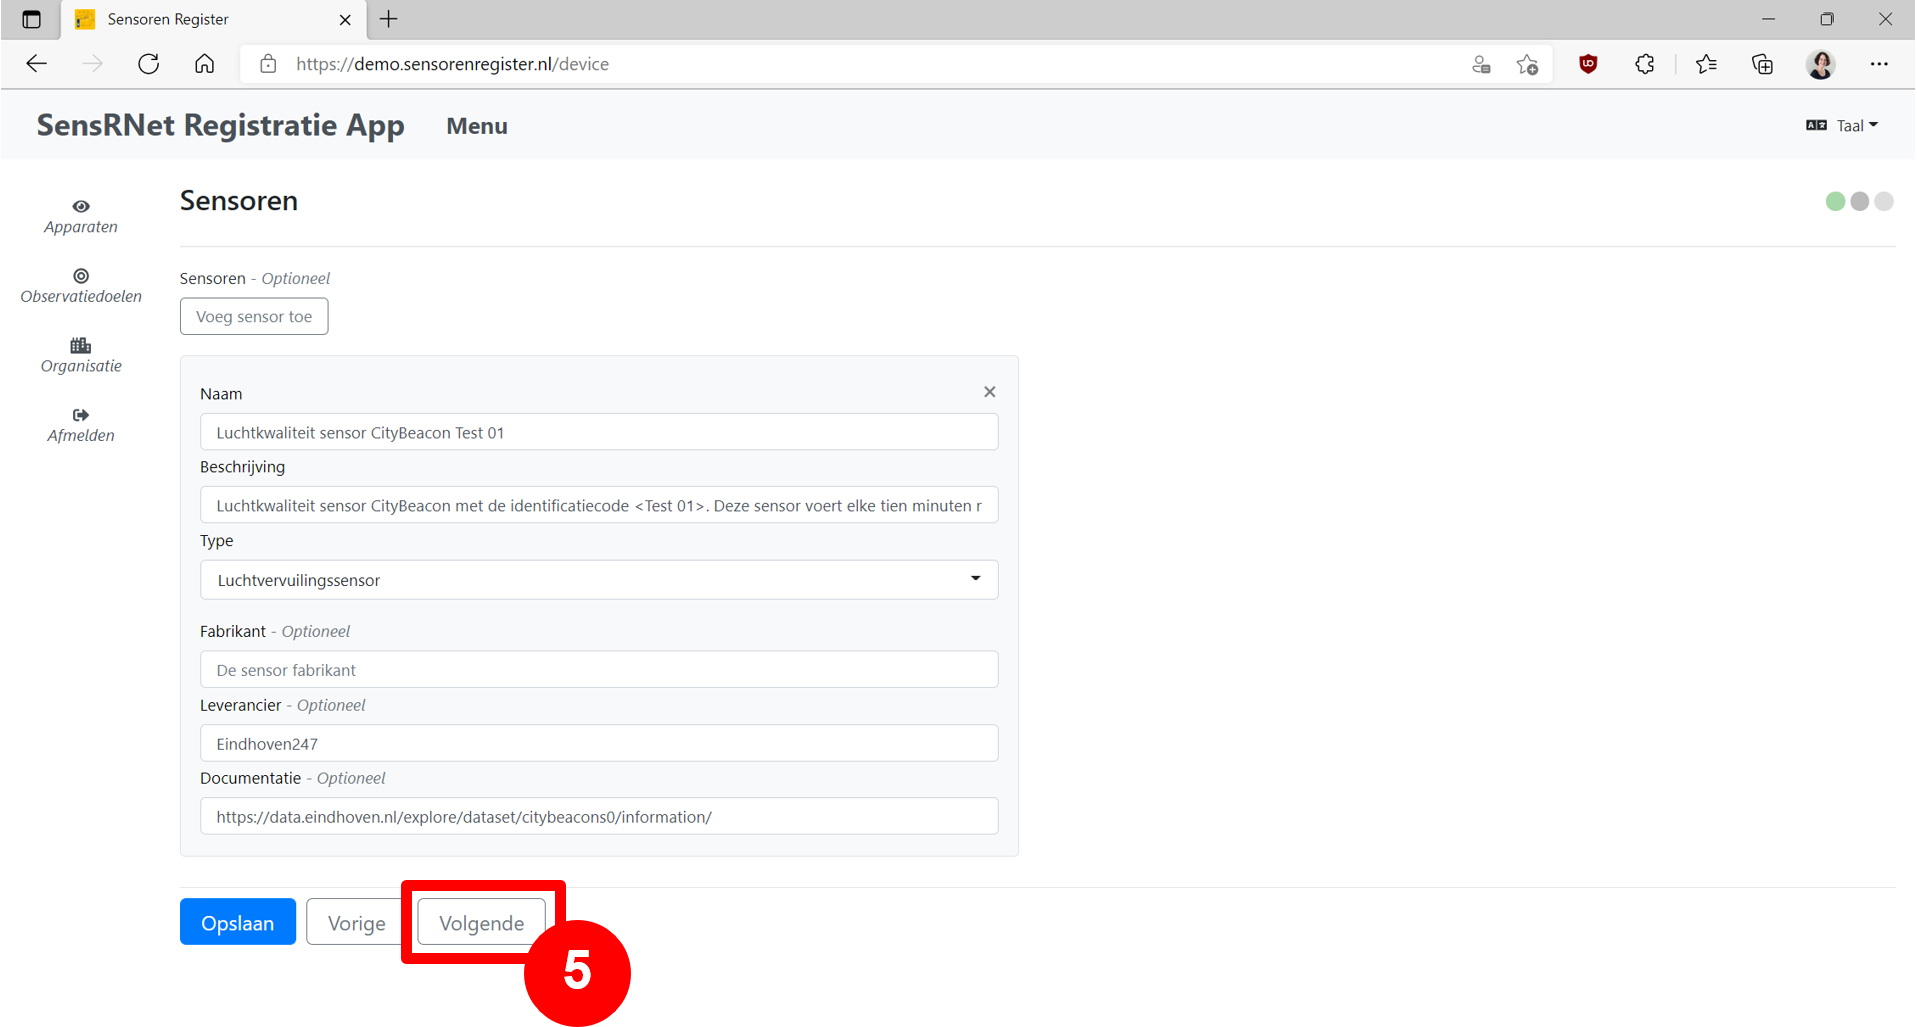 Sensoren Register
https://demo.sensorenregister.nl/device
SensRNet Registratie App
Menu
Taal
Apparaten
Observatiedoelen
Organisatie
Afmelden
Sensoren
Sensoren - Optioneel
Voeg sensor toe
Naam
Luchtkwaliteit sensor CityBeacon Test 01
Beschrijving
Luchtkwaliteit sensor CityBeacon met de identificatiecode <Test 01>. Deze sensor voert elke tien minuten r
Type
Luchtvervuilingssensor
Fabrikant - Optioneel
De sensor fabrikant
Leverancier - Optioneel
Eindhoven247
Documentatie - Optioneel
https://data.eindhoven.nl/explore/dataset/citybeacons0/information/
Opslaan
Vorige
Volgende
5